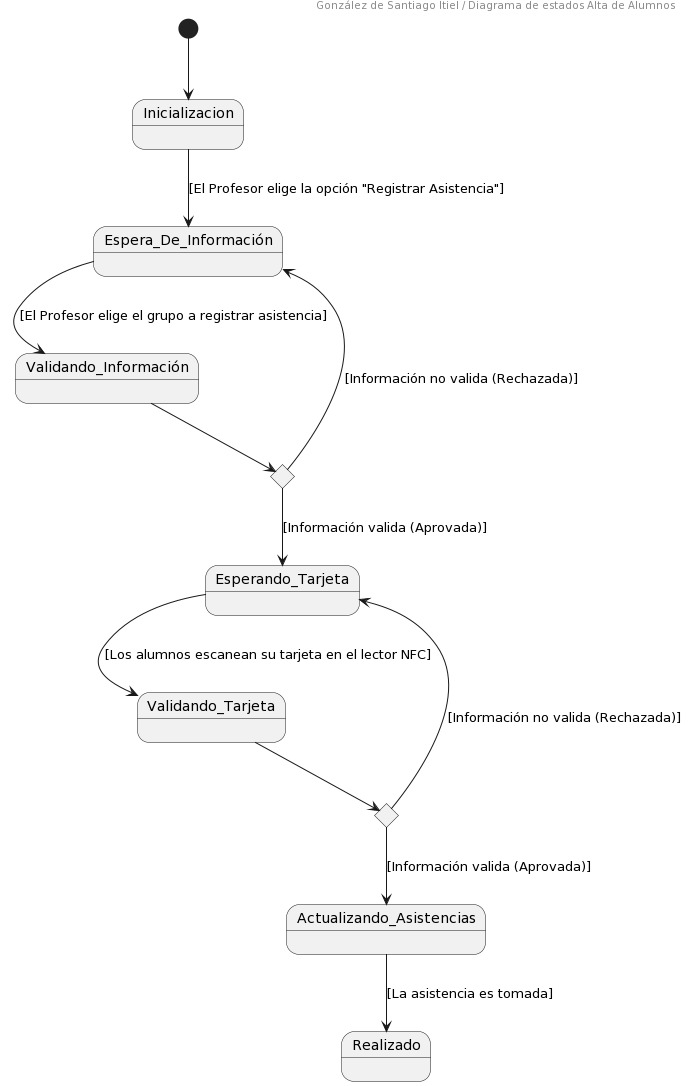 González de Santiago Itiel / Diagrama de estados Alta de Alumnos
Inicializacion
[El Profesor elige la opción "Registrar Asistencia"]
Espera_De_Información
[El Profesor elige el grupo a registrar asistencia]
Validando_Información
[Información no valida (Rechazada)]
[Información valida (Aprovada)]
Esperando_Tarjeta
[Los alumnos escanean su tarjeta en el lector NFC]
Validando_Tarjeta
[Información no valida (Rechazada)]
[Información valida (Aprovada)]
Actualizando_Asistencias
[La asistencia es tomada]
Realizado